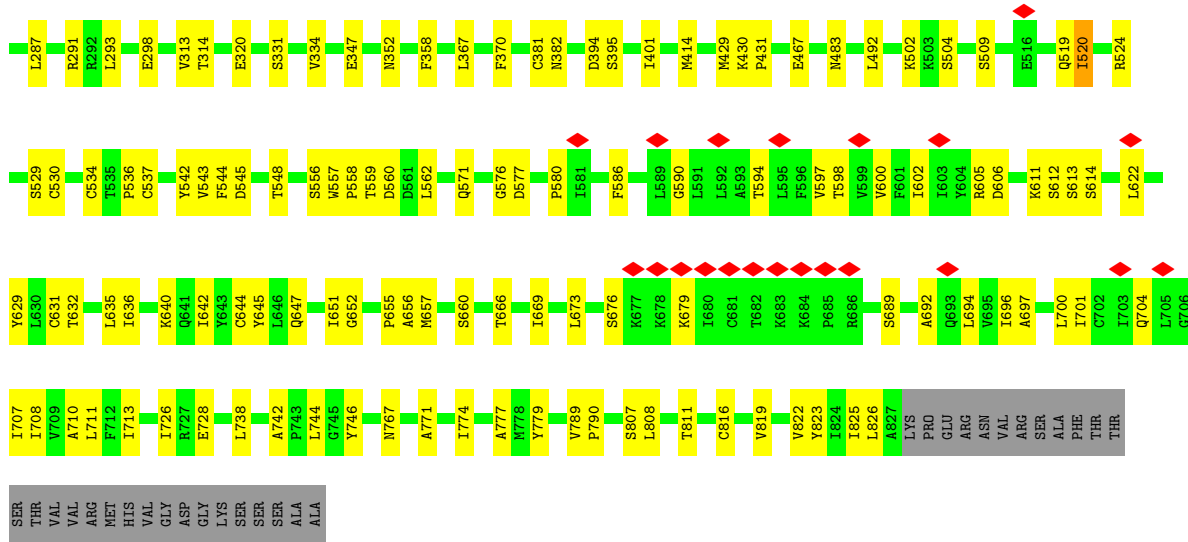 L287 R291 R292 L293 E298 V313 T314 E320 S331 V334 E347 N352 F358 L367 F370 C381 N382 D394 S395 I401 M414 M429 K430 P431 E467 N483 L492 K502 K503 S504 S509 E516 Q519 I520 R524
S529 C530 C534 T535 P536 C537 Y542 V543 F544 D545 T548 S556 W557 P558 T559 D560 D561 L562 Q571 G576 D577 P580 I581 F586 L589 G590 L591 L592 A593 T594 L595 F596 V597 T598 V599 V600 F601 I602 I603 Y604 R605 D606 K611 S612 S613 S614 L622
Y629 L630 C631 T632 L635 I636 K640 Q641 I642 Y643 C644 Y645 L646 Q647 I651 G652 P655 A656 M657 S660 T666 I669 L673 S676 K677 K678 K679 I680 C681 T682 K683 K684 P685 R686 S689 A692 Q693 L694 V695 I696 A697 L700 I701 C702 I703 Q704 L705 G706
I707 I708 V709 A710 L711 F712 I713 I726 R727 E728 L738 A742 P743 L744 G745 Y746 N767 A771 I774 A777 M778 Y779 V789 P790 S807 L808 T811 C816 V819 V822 Y823 I824 I825 L826 A827 LYS PRO GLU ARG ASN VAL ARG SER ALA PHE THR THR
SER THR VAL VAL ARG MET HIS VAL GLY ASP GLY LYS SER SER SER ALA ALA